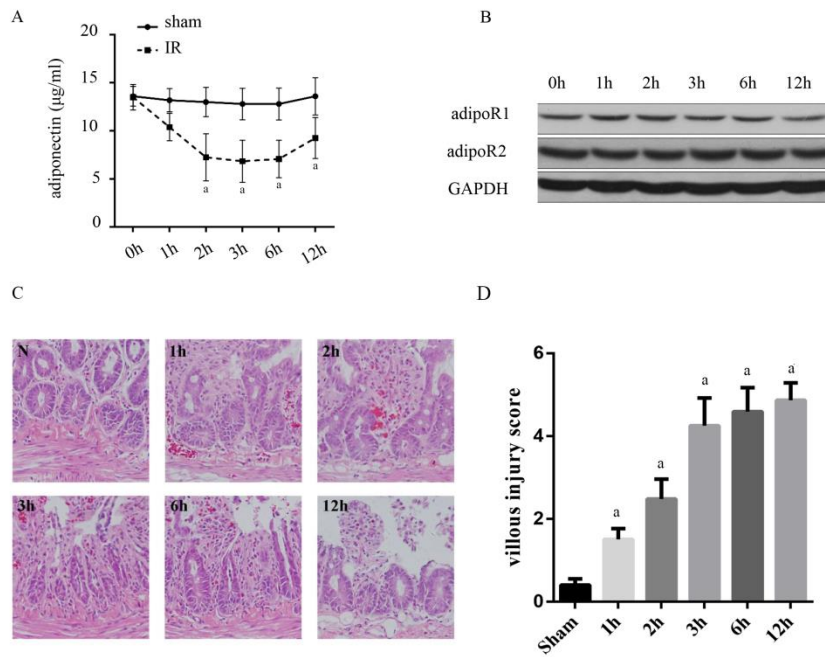 A
sham
IR
adiponectin (µg/ml)
20
15
10
5
0
a
a
a
a
0h
1h
2h
3h
6h
12h
B
0h 1h 2h 3h 6h 12h
adipoR1
adipoR2
GAPDH
C
N
1h
2h
3h
6h
12h
D
villous injury score
6
4
2
0
a
a
a
a
a
Sham
1h
2h
3h
6h
12h